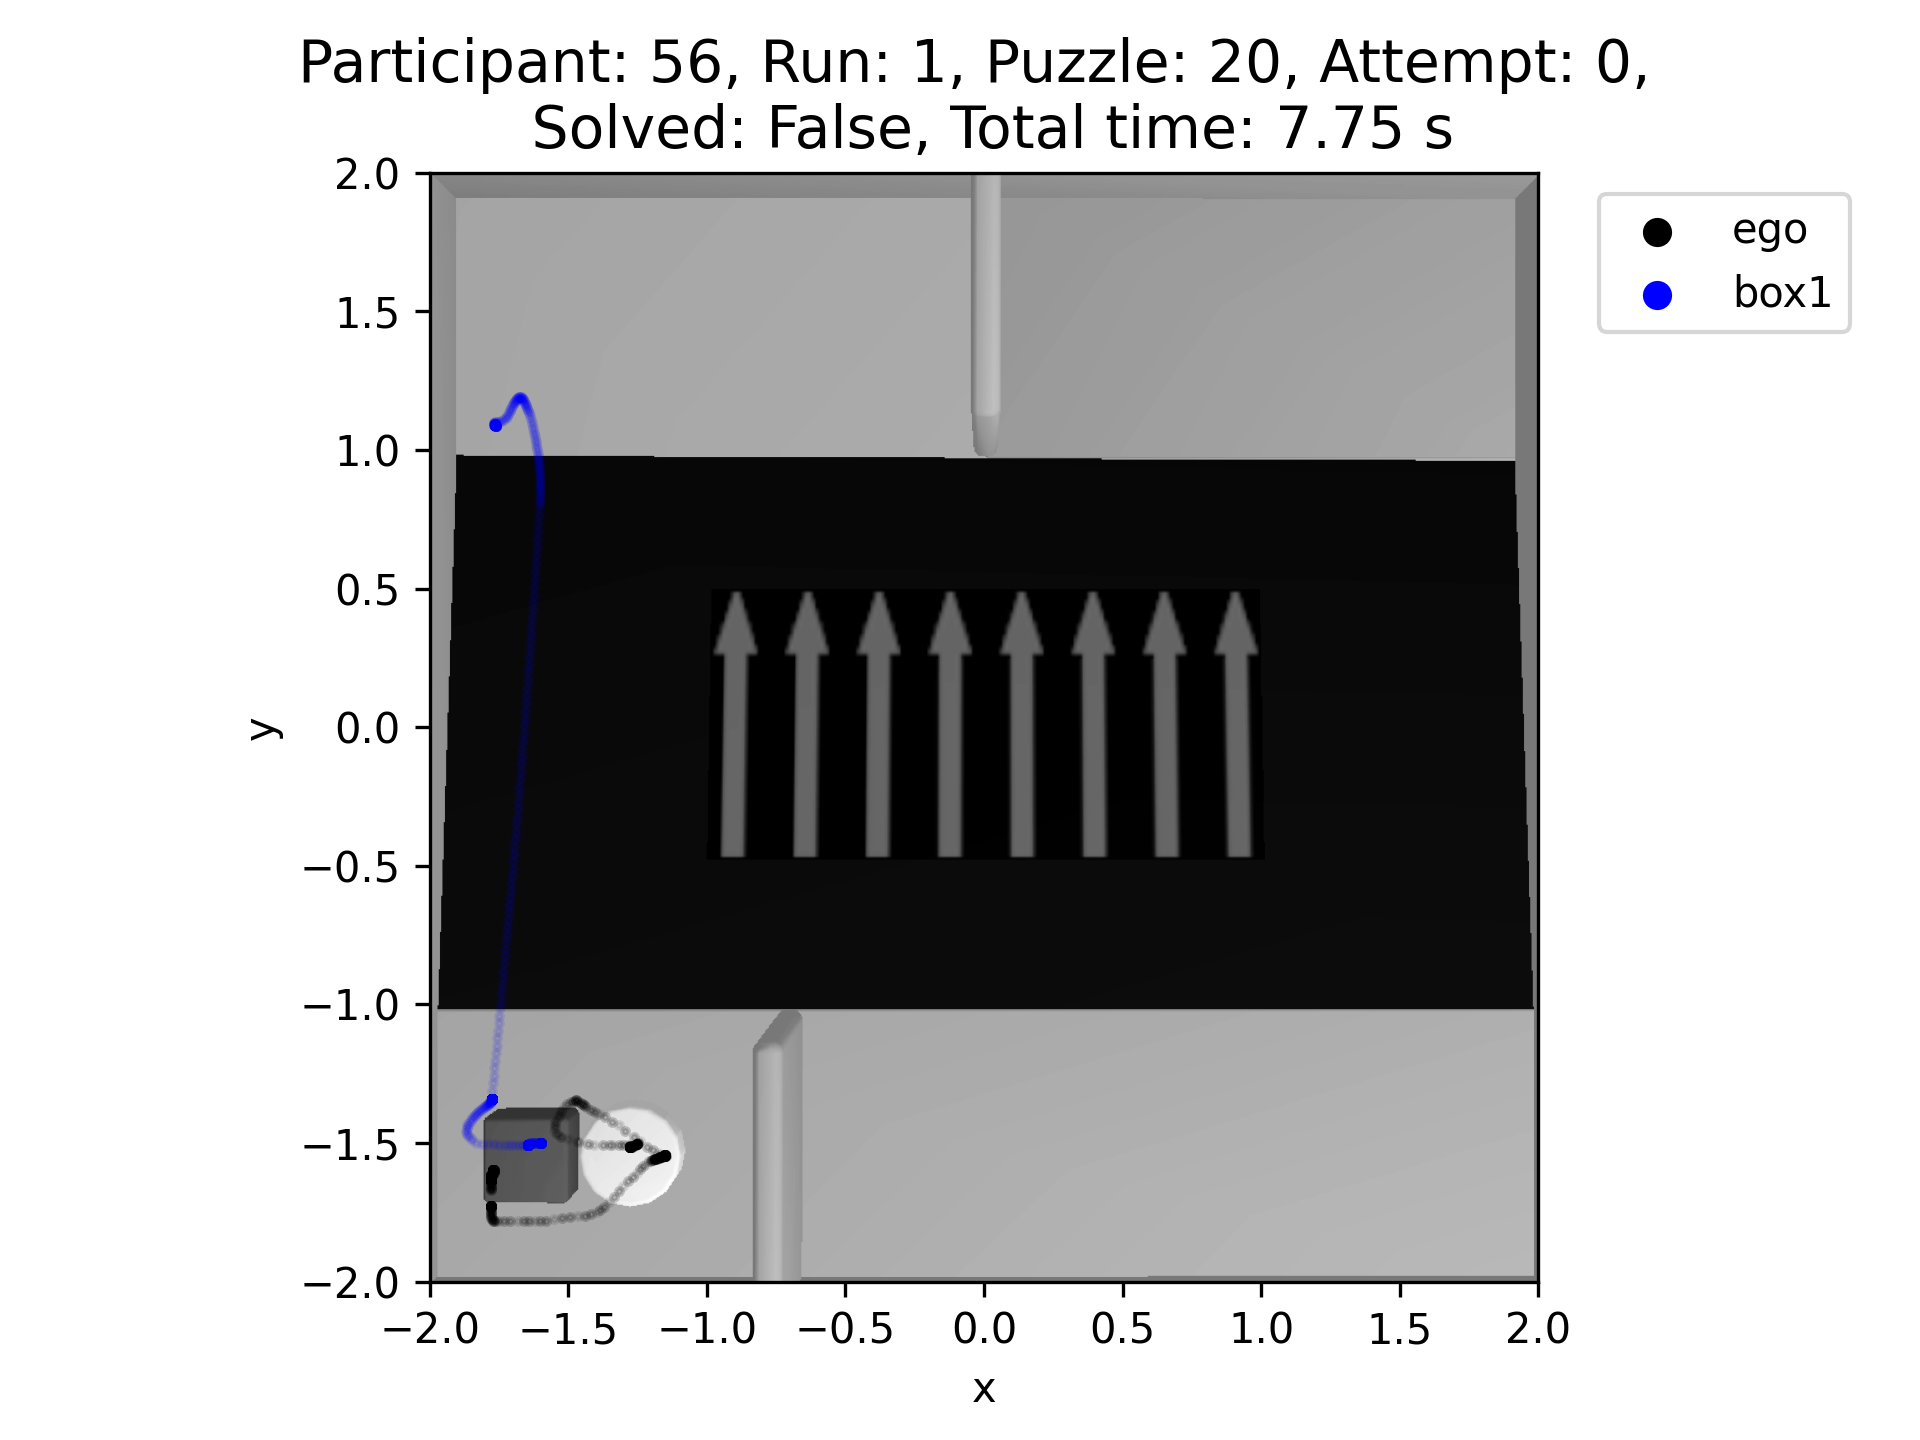 Participant: 56, Run: 1, Puzzle: 20, Attempt: 0,
Solved: False, Total time: 7.75 s
ego
box1
2.0
1.5
1.0
0.5
0.0
−0.5
−1.0
−1.5
−2.0
y
−2.0 −1.5 −1.0 −0.5 0.0 0.5 1.0 1.5 2.0
x